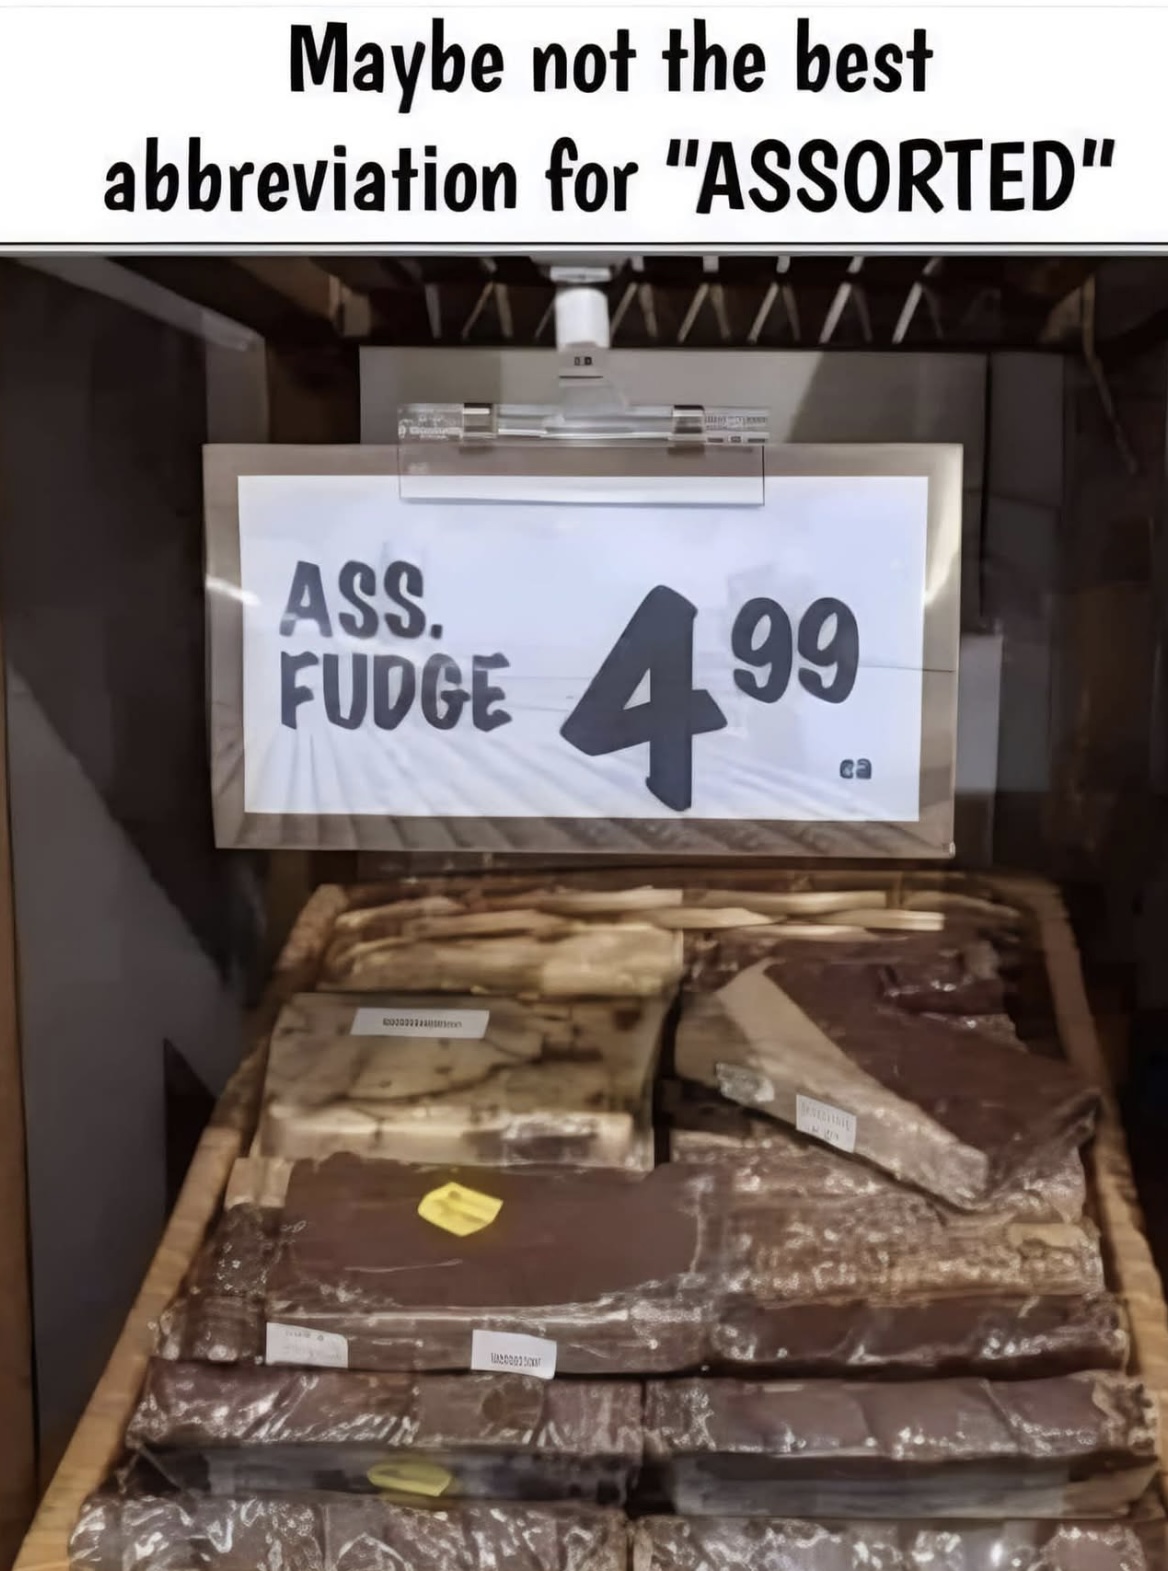 Maybe not the best
abbreviation for "ASSORTED"
ASS.
FUDGE
4 99
ea